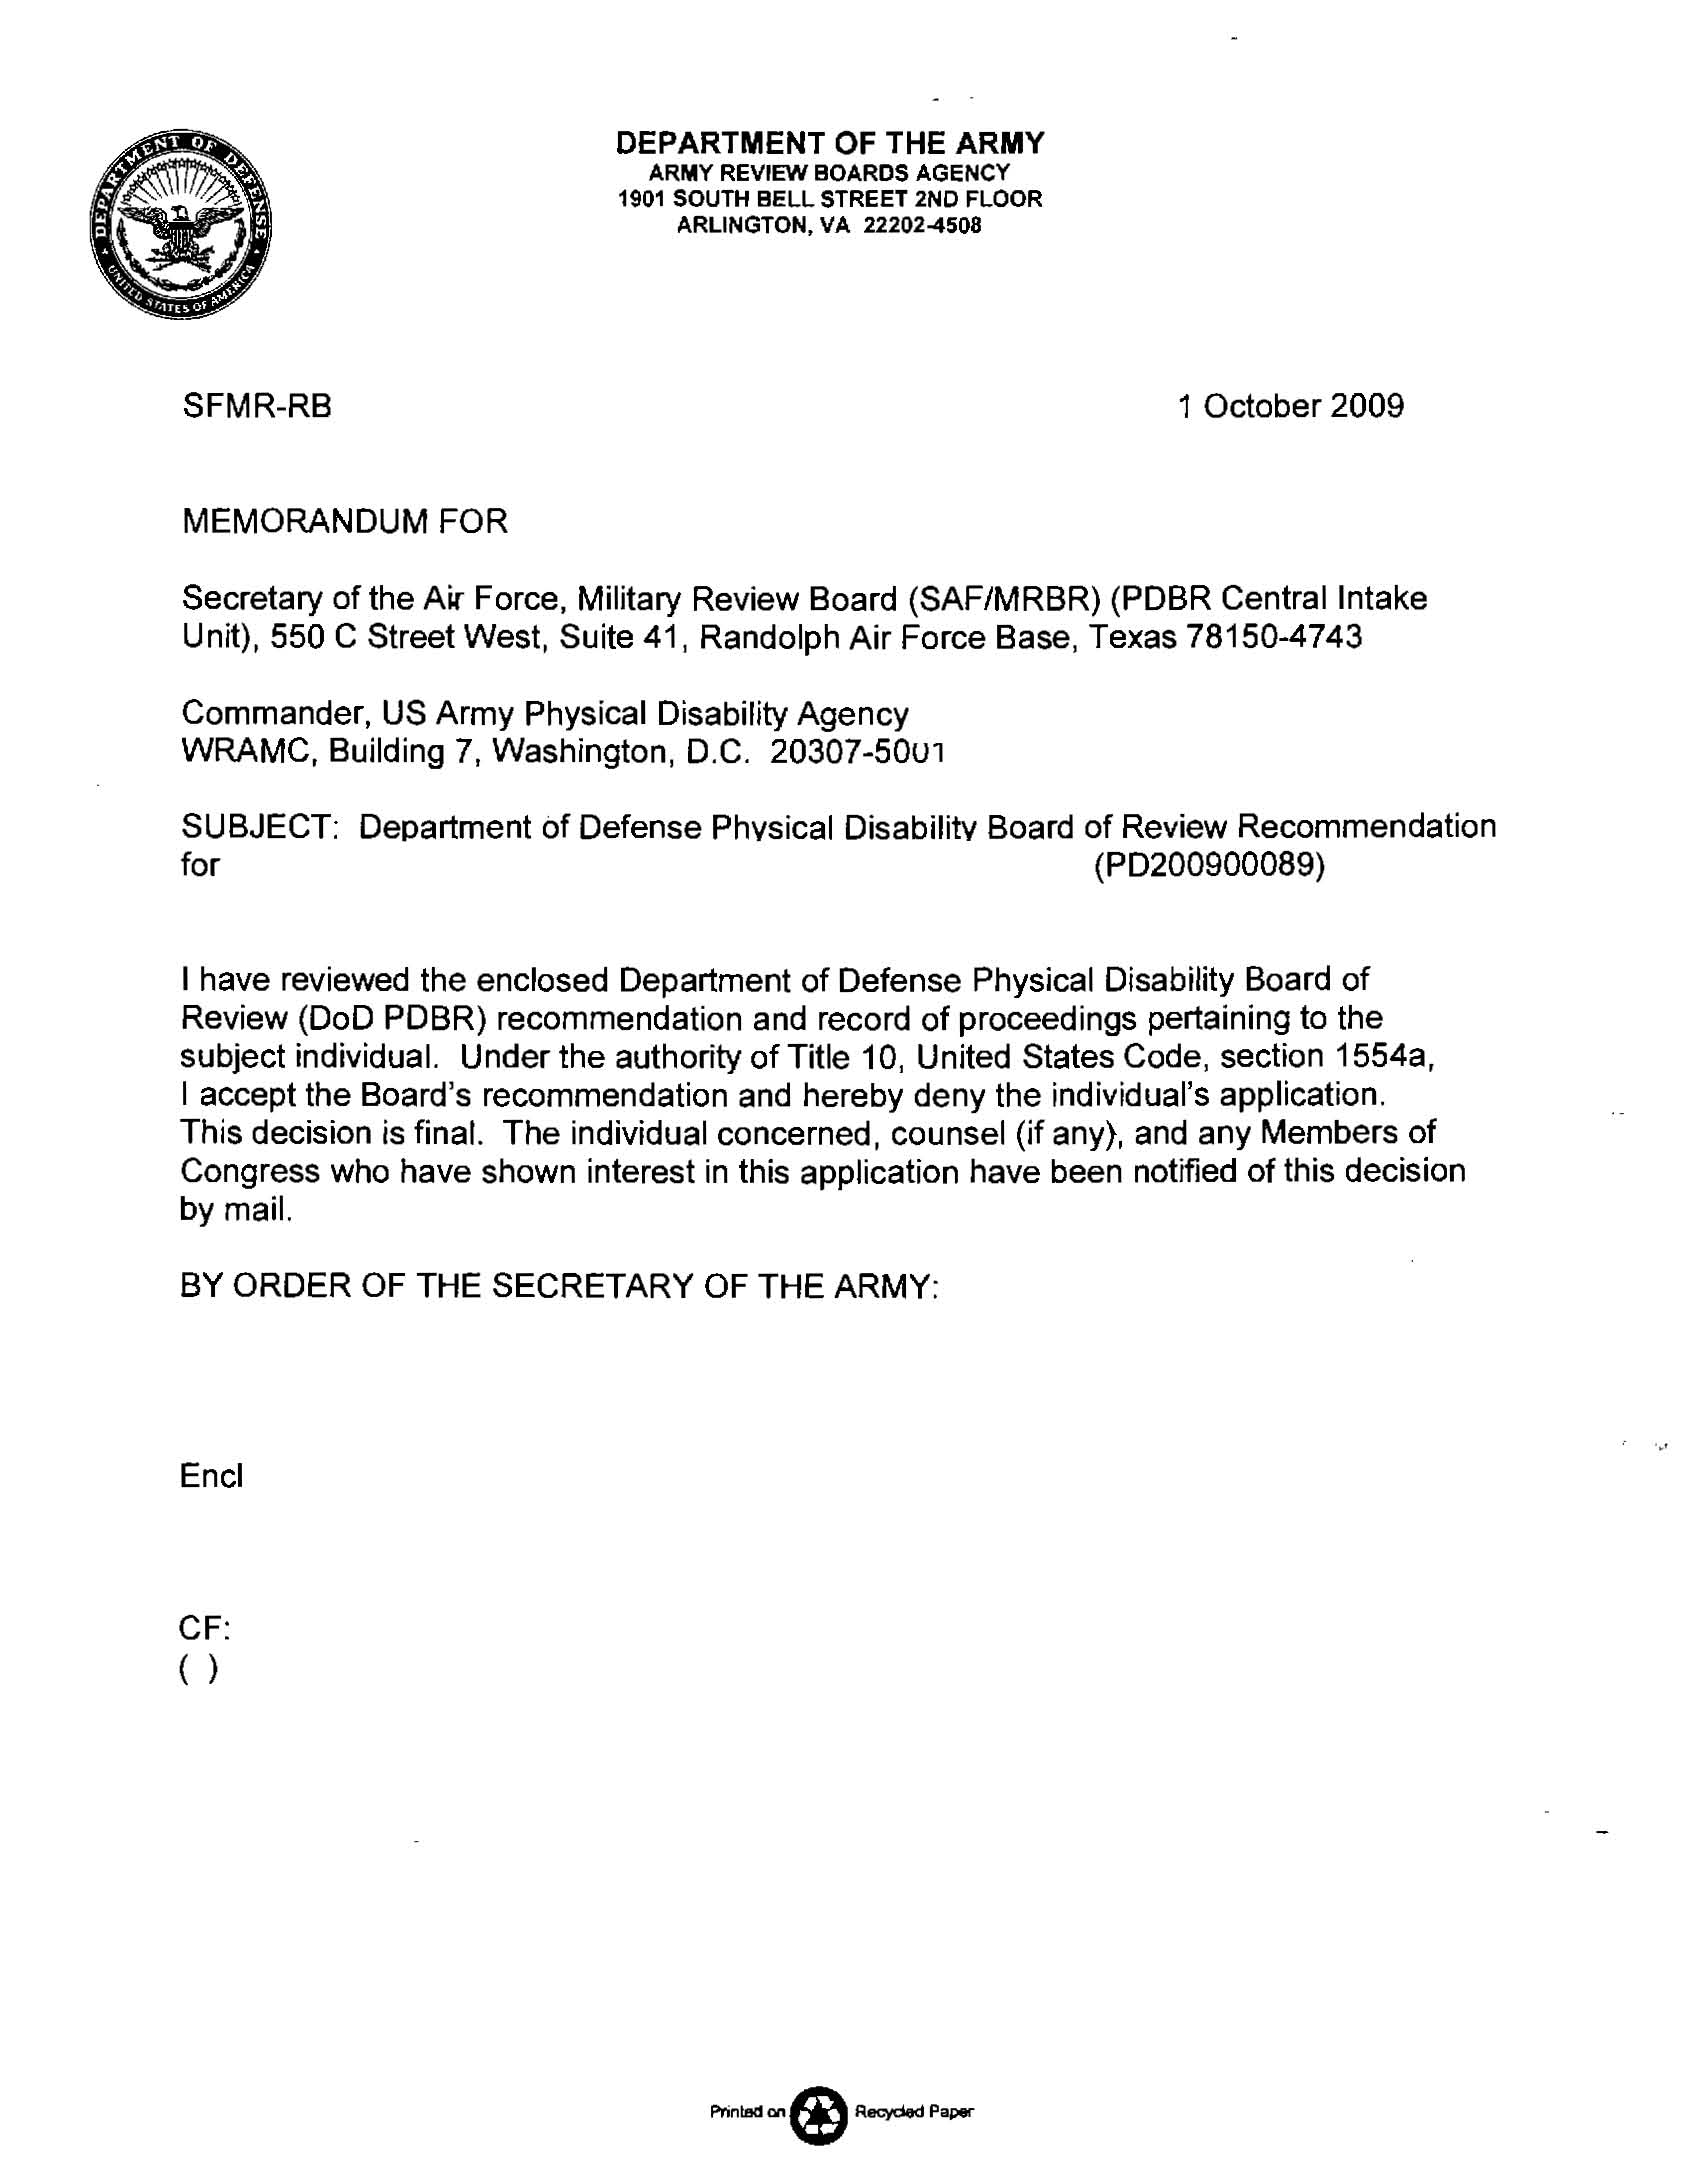 DEPARTMENT OF DEFENSE
UNITED STATES OF AMERICA
DEPARTMENT OF THE ARMY
ARMY REVIEW BOARDS AGENCY
1901 SOUTH BELL STREET 2ND FLOOR
ARLINGTON, VA 22202-4508
SFMR-RB 1 October 2009
MEMORANDUM FOR
Secretary of the Air Force, Military Review Board (SAF/MRBR) (PDBR Central Intake
Unit), 550 C Street West, Suite 41, Randolph Air Force Base, Texas 78150-4743
Commander, US Army Physical Disability Agency
WRAMC, Building 7, Washington, D.C. 20307-5001
SUBJECT: Department of Defense Physical Disability Board of Review Recommendation
for (PD200900089)
I have reviewed the enclosed Department of Defense Physical Disability Board of
Review (DoD PDBR) recommendation and record of proceedings pertaining to the
subject individual. Under the authority of Title 10, United States Code, section 1554a,
I accept the Board's recommendation and hereby deny the individual's application.
This decision is final. The individual concerned, counsel (if any), and any Members of
Congress who have shown interest in this application have been notified of this decision
by mail.
BY ORDER OF THE SECRETARY OF THE ARMY:
Encl
CF:
( )
Printed on Recycled Paper